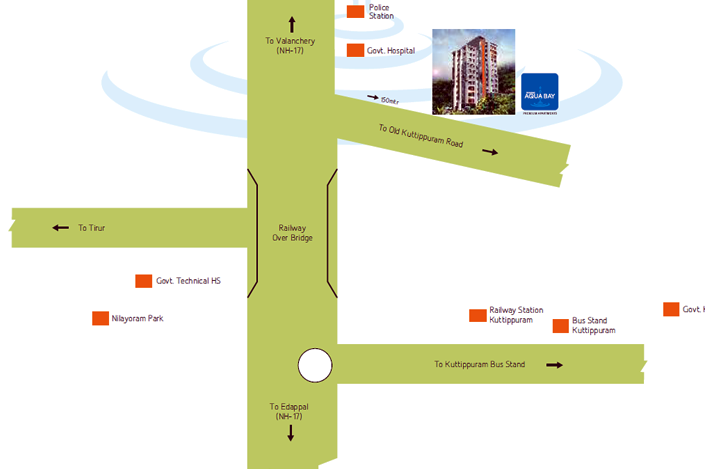 Police
Station
To Valanchery
(NH-17)
Govt. Hospital
AQUA BAY
150mtr
To Old Kuttippuram Road
To Tirur
Railway
Over Bridge
Govt. Technical HS
Nilayoram Park
Railway Station
Kuttippuram
Bus Stand
Kuttippuram
Govt.
To Kuttippuram Bus Stand
To Edappal
(NH-17)